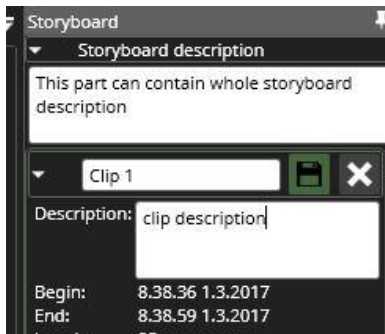 Storyboard
Storyboard description
This part can contain whole storyboard
description
Clip 1
Description: clip description
Begin: 8.38.36 1.3.2017
End: 8.38.59 1.3.2017